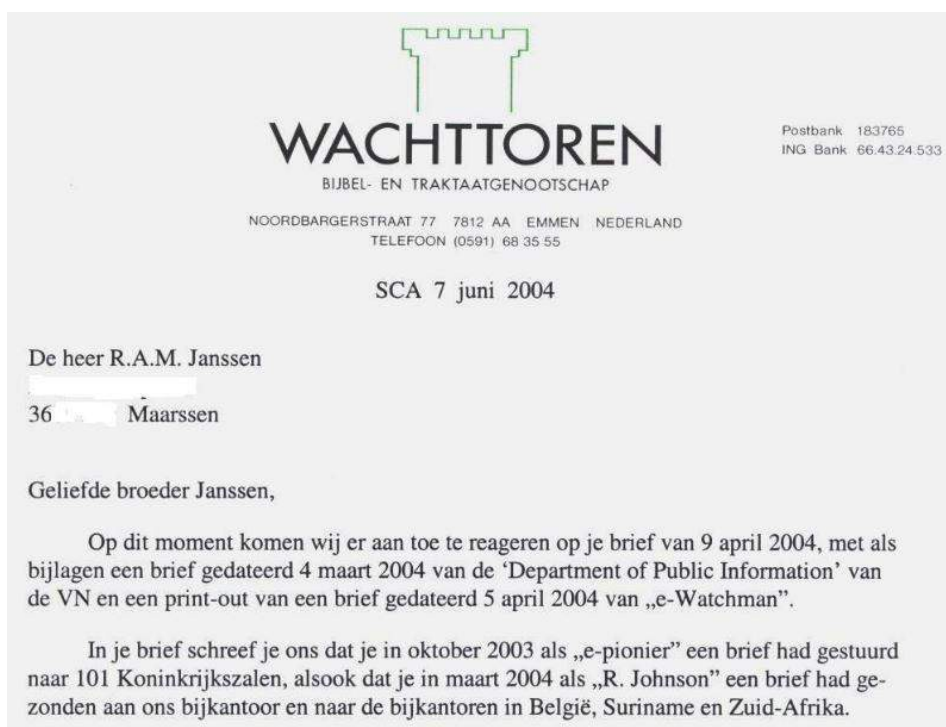 WACHTTOREN
BIJBEL- EN TRAKTAATGENOOTSCHAP
Postbank 183765
ING Bank 66.43.24.533
NOORDBARGERSTRAAT 77 7812 AA EMMEN NEDERLAND
TELEFOON (0591) 68 35 55
SCA 7 juni 2004
De heer R.A.M. Janssen
36 Maarssen
Geliefde broeder Janssen,
Op dit moment komen wij er aan toe te reageren op je brief van 9 april 2004, met als
bijlagen een brief gedateerd 4 maart 2004 van de ‘Department of Public Information’ van
de VN en een print-out van een brief gedateerd 5 april 2004 van „e-Watchman”.
In je brief schreef je ons dat je in oktober 2003 als „e-pionier” een brief had gestuurd
naar 101 Koninkrijkszalen, alsook dat je in maart 2004 als „R. Johnson” een brief had ge-
zonden aan ons bijkantoor en naar de bijkantoren in België, Suriname en Zuid-Afrika.